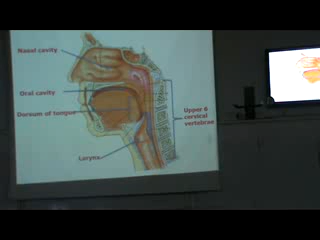 Nasal cavity
Oral cavity
Dorsum of tongue
Upper 6
cervical
vertebrae
Larynx